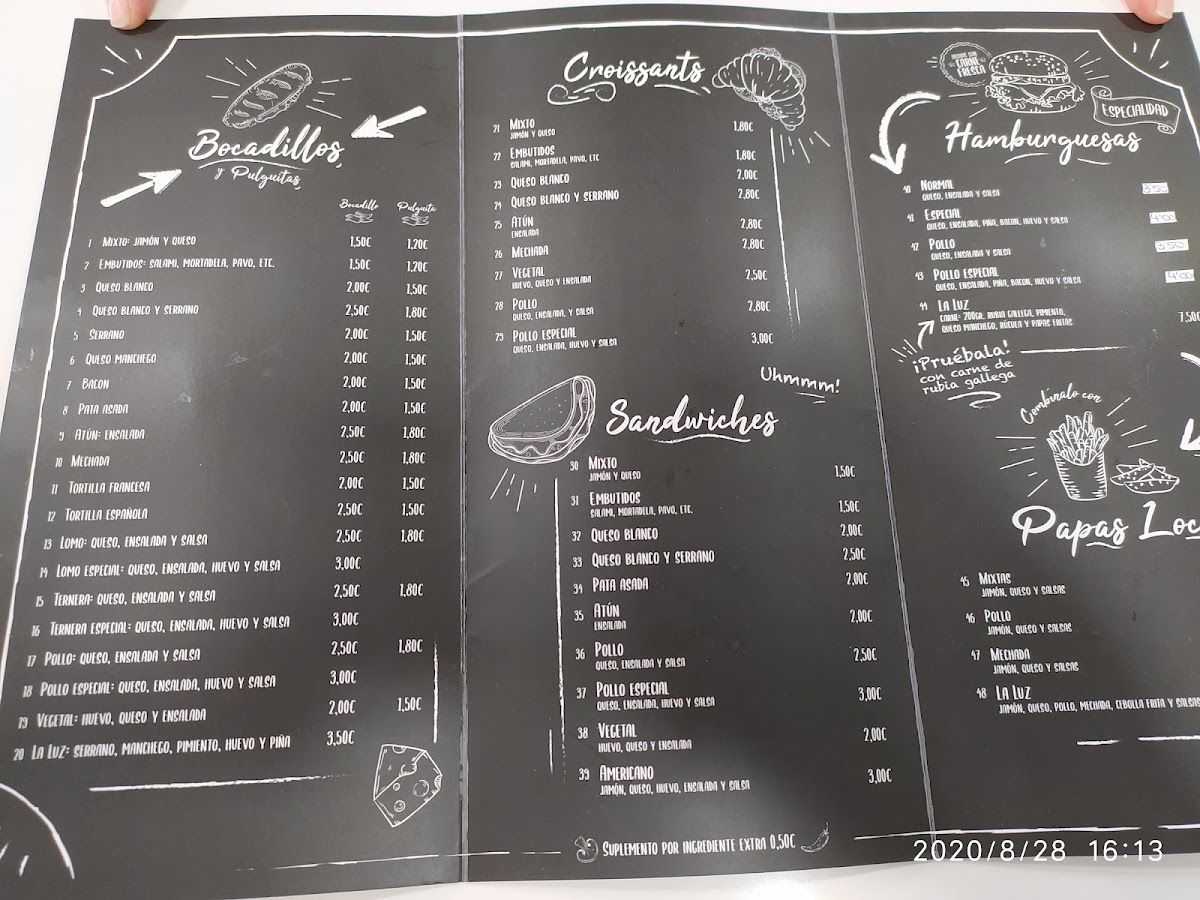 Bocadillos
y Pulguitas
Bocadillo Pulguita
1 MIXTO: JAMÓN Y QUESO 1,50€ 1,20€
2 EMBUTIDOS: SALAMI, MORTADELA, PAVO, ETC. 1,50€ 1,20€
3 QUESO BLANCO 2,00€ 1,50€
4 QUESO BLANCO Y SERRANO 2,50€ 1,80€
5 SERRANO 2,00€ 1,50€
6 QUESO MANCHEGO 2,00€ 1,50€
7 BACON 2,00€ 1,50€
8 PATA ASADA 2,00€ 1,50€
9 ATÚN: ENSALADA 2,50€ 1,80€
10 MECHADA 2,50€ 1,80€
11 TORTILLA FRANCESA 2,00€ 1,50€
12 TORTILLA ESPAÑOLA 2,50€ 1,50€
13 LOMO: QUESO, ENSALADA Y SALSA 2,50€ 1,80€
14 LOMO ESPECIAL: QUESO, ENSALADA, HUEVO Y SALSA 3,00€
15 TERNERA: QUESO, ENSALADA Y SALSA 2,50€ 1,80€
16 TERNERA ESPECIAL: QUESO, ENSALADA, HUEVO Y SALSA 3,00€
17 POLLO: QUESO, ENSALADA Y SALSA 2,50€ 1,80€
18 POLLO ESPECIAL: QUESO, ENSALADA, HUEVO Y SALSA 3,00€
19 VEGETAL: HUEVO, QUESO Y ENSALADA 2,00€ 1,50€
20 LA LUZ: SERRANO, MANCHEGO, PIMIENTO, HUEVO Y PIÑA 3,50€
Croissants
21 MIXTO 1,80€
JAMÓN Y QUESO
22 EMBUTIDOS 1,80€
SALAMI, MORTADELA, PAVO, ETC
23 QUESO BLANCO 2,00€
24 QUESO BLANCO Y SERRANO 2,80€
25 ATÚN 2,80€
ENSALADA
26 MECHADA 2,80€
27 VEGETAL 2,50€
HUEVO, QUESO Y ENSALADA
28 POLLO 2,80€
QUESO, ENSALADA, Y SALSA
29 POLLO ESPECIAL 3,00€
QUESO, ENSALADA, HUEVO Y SALSA
Uhmmmm!
Sandwiches
30 MIXTO 1,50€
JAMÓN Y QUESO
31 EMBUTIDOS 1,50€
SALAMI, MORTADELA, PAVO, ETC.
32 QUESO BLANCO 2,00€
33 QUESO BLANCO Y SERRANO 2,50€
34 PATA ASADA 2,00€
35 ATÚN 2,00€
ENSALADA
36 POLLO 2,50€
QUESO, ENSALADA Y SALSA
37 POLLO ESPECIAL 3,00€
QUESO, ENSALADA, HUEVO Y SALSA
38 VEGETAL 2,00€
HUEVO, QUESO Y ENSALADA
39 AMERICANO 3,00€
JAMÓN, QUESO, HUEVO, ENSALADA Y SALSA
SUPLEMENTO POR INGREDIENTE EXTRA 0,50€
CARNE
FRESCA
ESPECIALIDAD
Hamburguesas
40 NORMAL 3'50
QUESO, ENSALADA Y SALSA
41 ESPECIAL 4'00
QUESO, ENSALADA, PIÑA, BACON, HUEVO Y SALSA
42 POLLO 3'50
QUESO, ENSALADA Y SALSA
43 POLLO ESPECIAL 4'00
QUESO, ENSALADA, PIÑA, BACON, HUEVO Y SALSA
44 LA LUZ 7,50€
CARNE: 200GR. RUBIA GALLEGA, PIMIENTO,
QUESO MANCHEGO, RÚCULA Y PAPAS FRITAS
¡Pruébala!
con carne de
rubia gallega
Combínalo con
Papas Loc
45 MIXTAS
JAMÓN, QUESO Y SALSAS
46 POLLO
JAMÓN, QUESO Y SALSAS
47 MECHADA
JAMÓN, QUESO Y SALSAS
48 LA LUZ
JAMÓN, QUESO, POLLO, MECHADA, CEBOLLA FRITA Y SALSAS
2020/8/28 16:13